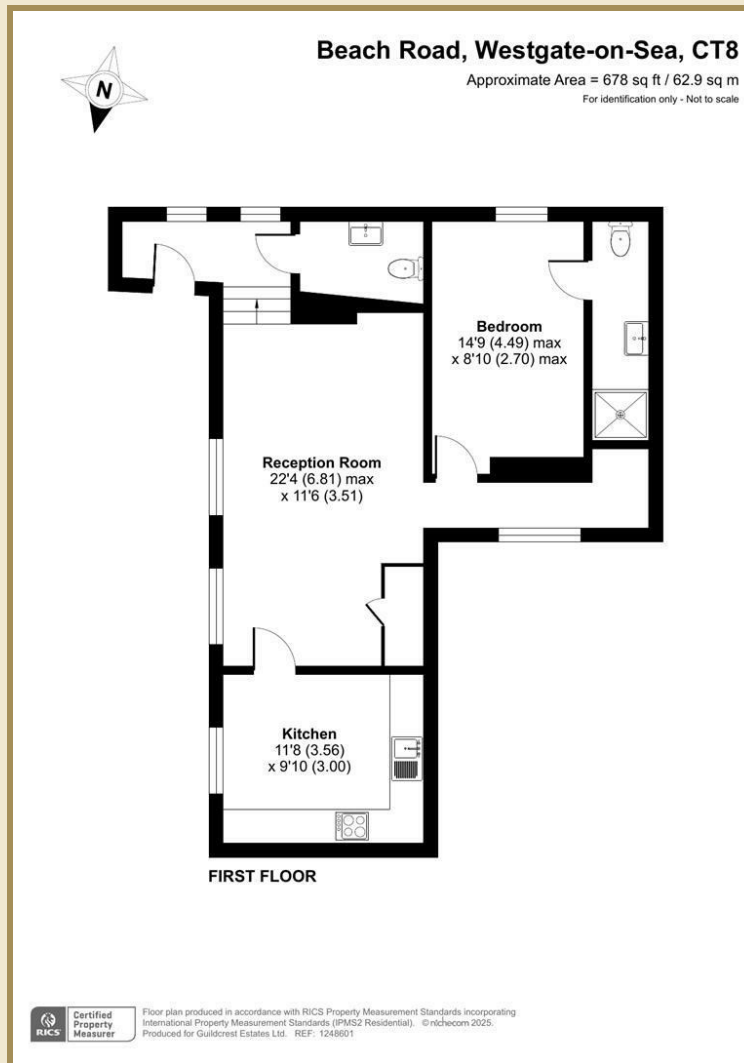 Beach Road, Westgate-on-Sea, CT8
Approximate Area = 678 sq ft / 62.9 sq m
For identification only - Not to scale
N
Bedroom
14'9 (4.49) max
x 8'10 (2.70) max
Reception Room
22'4 (6.81) max
x 11'6 (3.51)
Kitchen
11'8 (3.56)
x 9'10 (3.00)
FIRST FLOOR
RICS
Certified
Property
Measurer
Floor plan produced in accordance with RICS Property Measurement Standards incorporating
International Property Measurement Standards (IPMS2 Residential). © nichecom 2025.
Produced for Guildcrest Estates Ltd. REF: 1248601